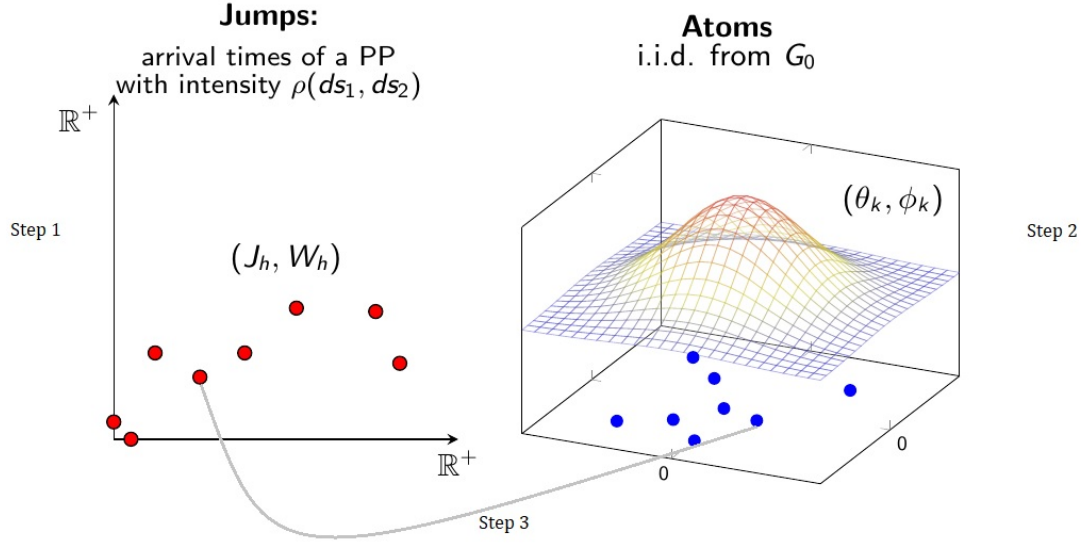 Jumps:
arrival times of a PP
with intensity ρ(ds₁, ds₂)
ℝ⁺
Step 1
(Jₕ, Wₕ)
ℝ⁺
Atoms
i.i.d. from G₀
(θₖ, ϕₖ)
Step 2
0
0
Step 3